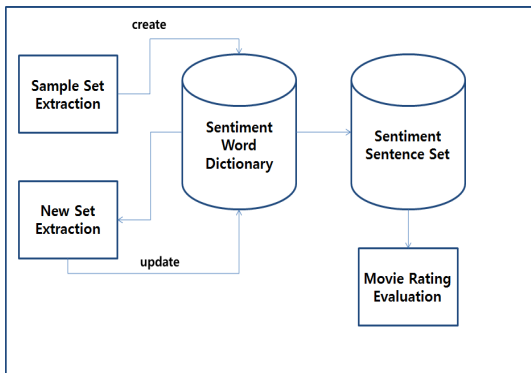 create
Sample Set
Extraction
Sentiment
Word
Dictionary
Sentiment
Sentence Set
New Set
Extraction
update
Movie Rating
Evaluation